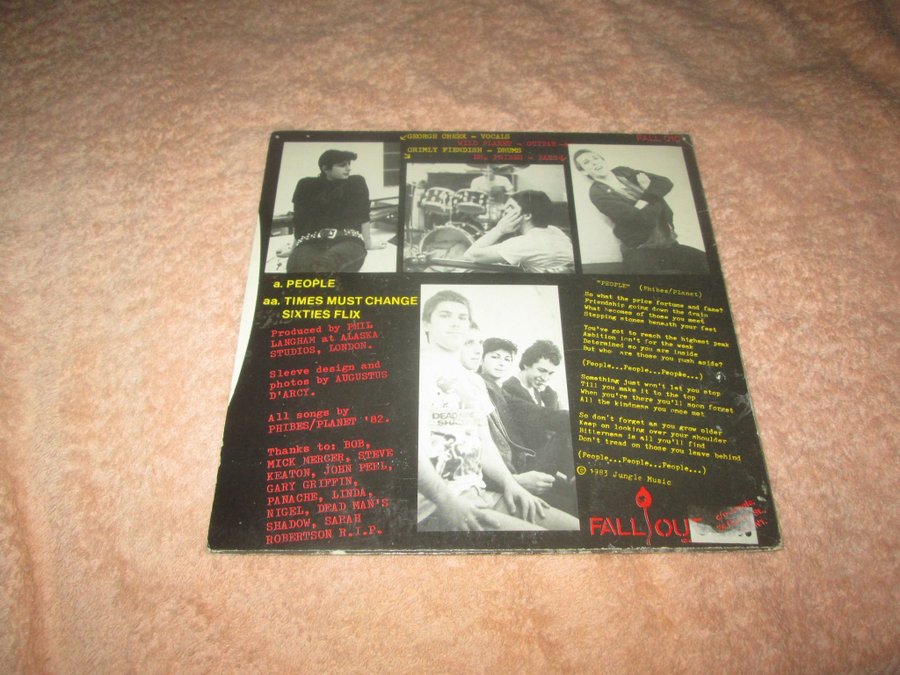 GEORGE CHEEX - VOCALS
WILD PLANET - GUITAR
GRIMLY FIENDISH - DRUMS
DR. PHIBES - BASS
FALL
a. PEOPLE
aa. TIMES MUST CHANGE
SIXTIES FLIX
Produced by PHIL
LANGHAM at ALASKA
STUDIOS, LONDON.
Sleeve design and
photos by AUGUSTUS
D'ARCY.
All songs by
PHIBES/PLANET '82.
Thanks to: BOB,
MICK MERCER, STEVE
KEATON, JOHN PEEL,
GARY GRIFFIN,
PANACHE, LINDA,
NIGEL, DEAD MAN'S
SHADOW, SARAH
ROBERTSON R.I.P.
DEAD
SHAD
"PEOPLE" (Phibes/Planet)
So what the price fortune and fame?
Friendship going down the drain
What becomes of those you meet
Stepping stones beneath your feet
You've got to reach the highest peak
Ambition isn't for the weak
Determined so you are inside
But who are those you push aside?
(People...People...People...)
Something just won't let you stop
Till you make it to the top
When you're there you'll soon forget
All the kindness you once met
So don't forget as you grow older
Keep on looking over your shoulder
Bitterness is all you'll find
Don't tread on those you leave behind
(People...People...People...)
© 1983 Jungle Music
FALL OUT